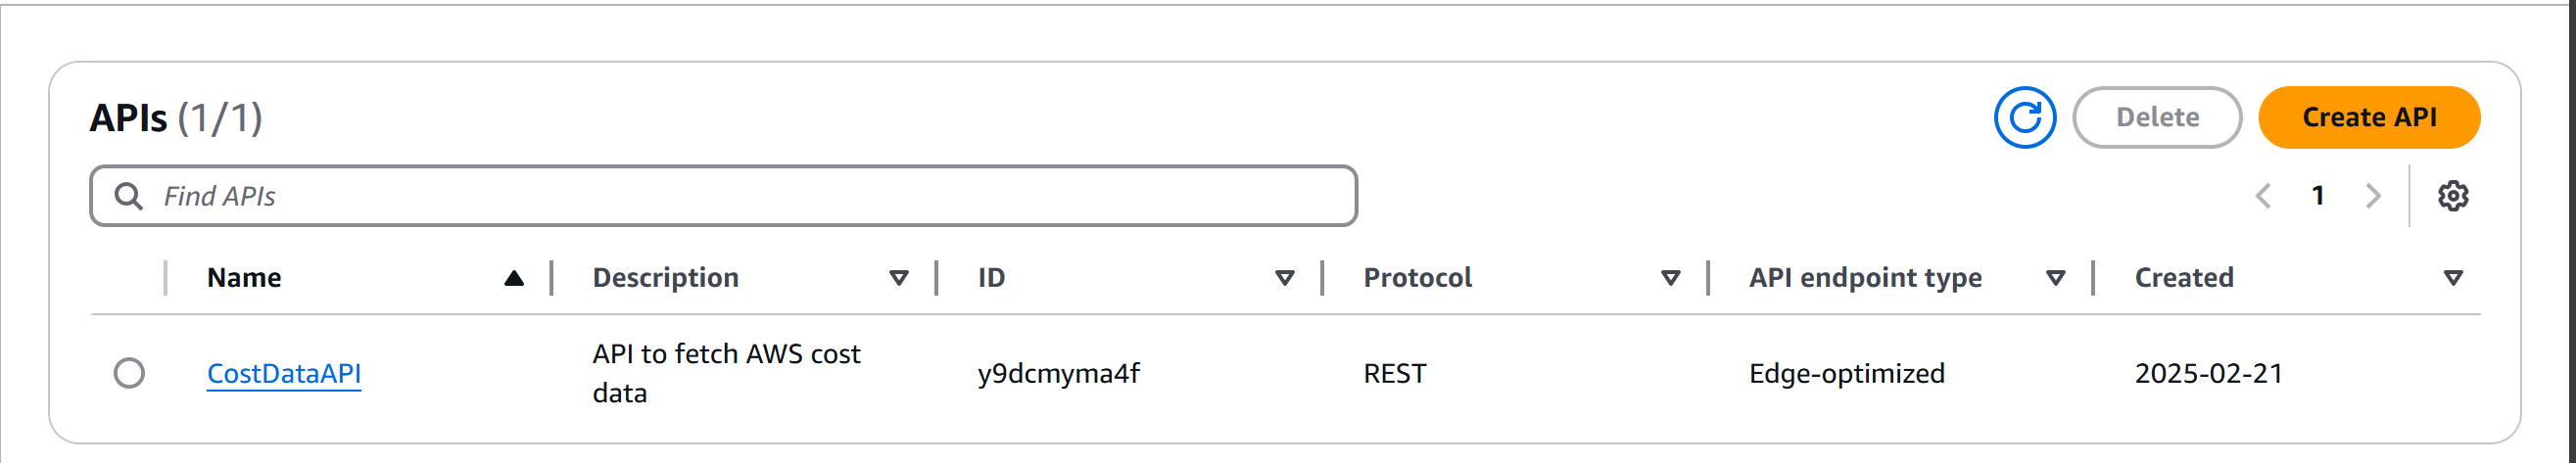 APIs (1/1)
Delete
Create API
Find APIs
1
Name
Description
ID
Protocol
API endpoint type
Created
CostDataAPI
API to fetch AWS cost
data
y9dcmyma4f
REST
Edge-optimized
2025-02-21